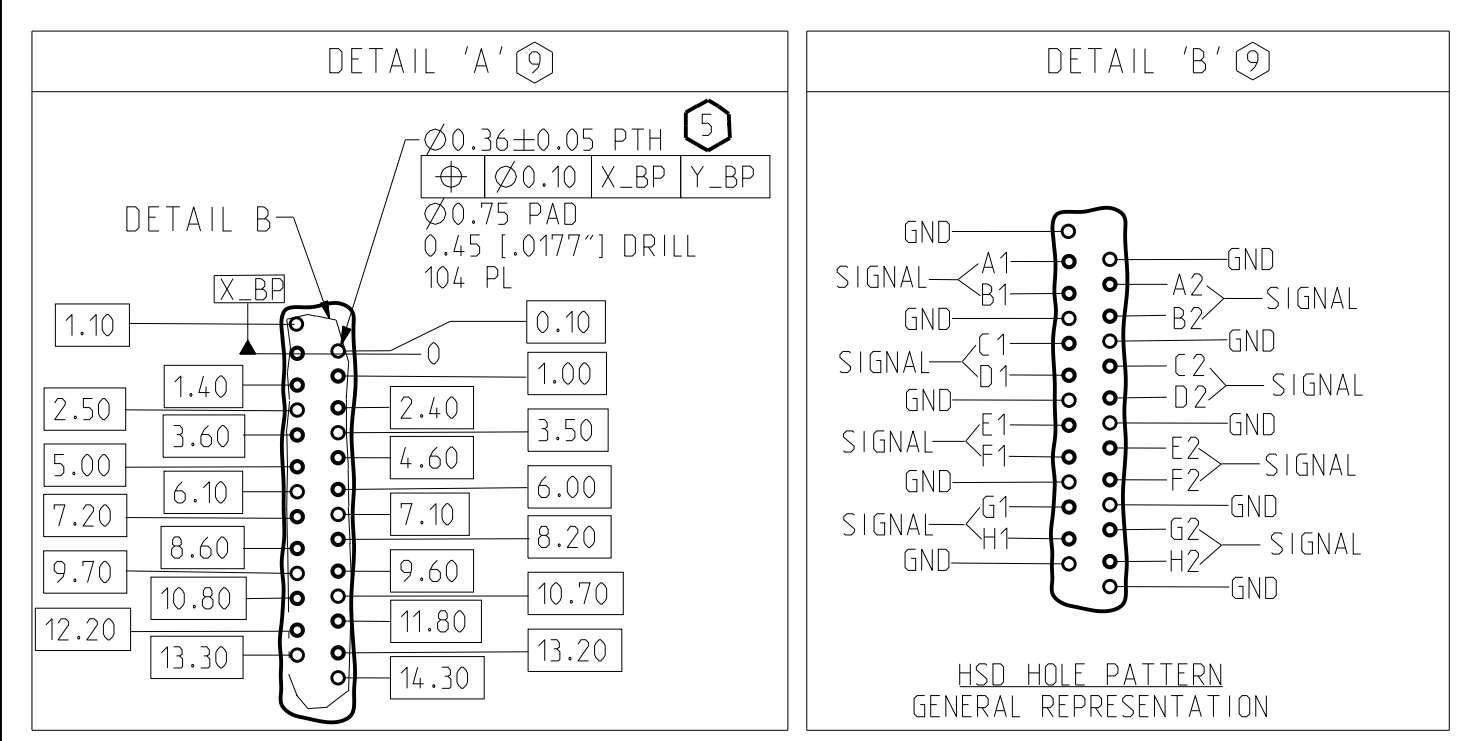 DETAIL 'A' 9
Ø0.36±0.05 PTH 5
⌖ Ø0.10 X_BP Y_BP
Ø0.75 PAD
0.45 [.0177"] DRILL
104 PL
DETAIL B
X_BP
1.10
0.10
0
1.00
1.40
2.50
2.40
3.50
3.60
4.60
5.00
6.00
6.10
7.10
7.20
8.20
8.60
9.60
9.70
10.70
10.80
11.80
12.20
13.20
13.30
14.30
DETAIL 'B' 9
GND
A1
SIGNAL
B1
GND
C1
SIGNAL
D1
GND
E1
SIGNAL
F1
GND
G1
SIGNAL
H1
GND
GND
A2
SIGNAL
B2
GND
C2
SIGNAL
D2
GND
E2
SIGNAL
F2
GND
G2
SIGNAL
H2
GND
HSD HOLE PATTERN
GENERAL REPRESENTATION